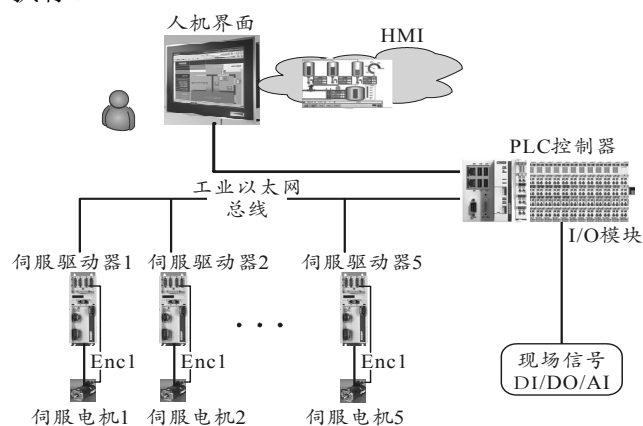 人机界面
HMI
PLC控制器
工业以太网
总线
I/O模块
伺服驱动器1
伺服驱动器2
伺服驱动器5
...
Enc1
Enc1
Enc1
现场信号
DI/DO/AI
伺服电机1
伺服电机2
伺服电机5